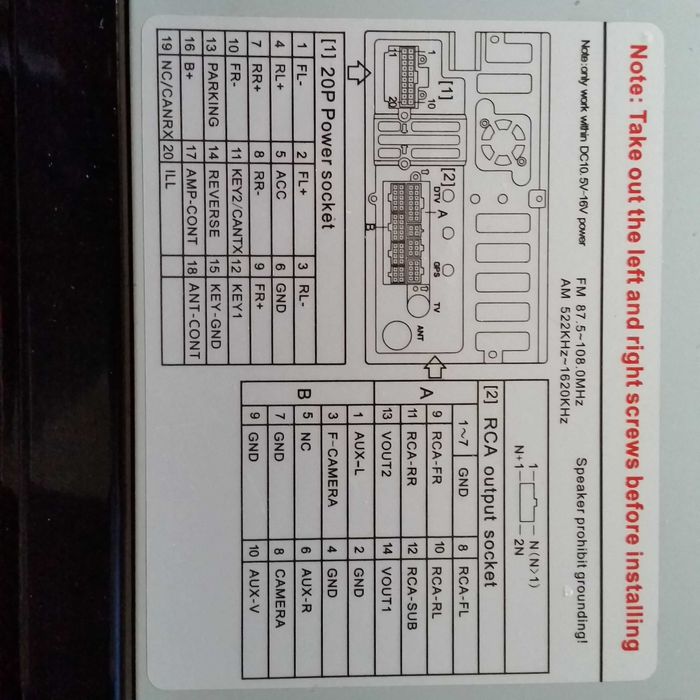 Note: Take out the left and right screws before installing
Note:only work within DC10.5V~16V power
FM 87.5~108.0MHz
AM 522KHz~1620KHz
Speaker prohibit grounding!
1
11
10
20
[1]
[2]
DTV
A
B
GPS
TV
ANT
[1] 20P Power socket
1 FL- 2 FL+ 3 RL-
4 RL+ 5 ACC 6 GND
7 RR+ 8 RR- 9 FR+
10 FR- 11 KEY2/CANTX 12 KEY1
13 PARKING 14 REVERSE 15 KEY-GND
16 B+ 17 AMP-CONT 18 ANT-CONT
19 NC/CANRX 20 ILL
1 N(N>1)
N+1 2N
[2] RCA output socket
A
1~7 GND 8 RCA-FL
9 RCA-FR 10 RCA-RL
11 RCA-RR 12 RCA-SUB
13 VOUT2 14 VOUT1
B
1 AUX-L 2 GND
3 F-CAMERA 4 GND
5 NC 6 AUX-R
7 GND 8 CAMERA
9 GND 10 AUX-V